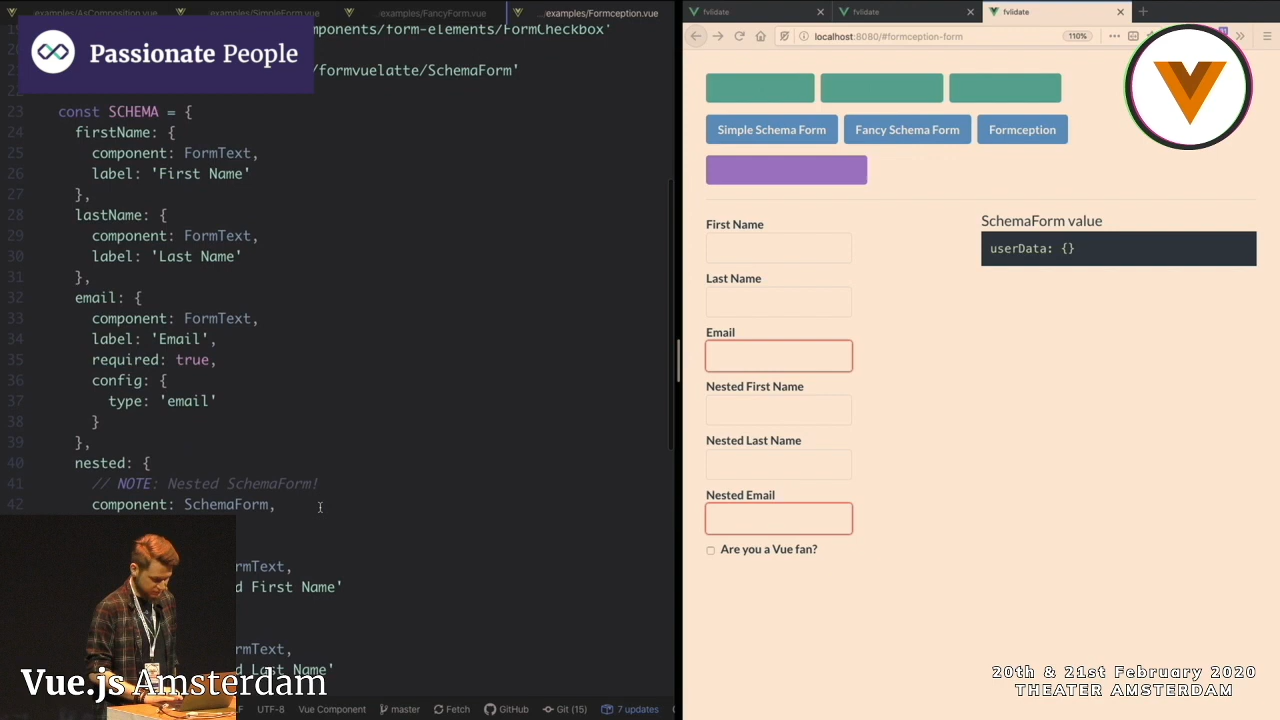 .examples/AsComposition.vue
.examples/SimpleForm.vue
.examples/FancyForm.vue
.examples/Formception.vue
omponents/form-elements/FormCheckbox'
Passionate People
/formvuelatte/SchemaForm'
22
23 const SCHEMA = {
24 firstName: {
25 component: FormText,
26 label: 'First Name'
27 },
28 lastName: {
29 component: FormText,
30 label: 'Last Name'
31 },
32 email: {
33 component: FormText,
34 label: 'Email',
35 required: true,
36 config: {
37 type: 'email'
38 }
39 },
40 nested: {
41 // NOTE: Nested SchemaForm!
42 component: SchemaForm,
rmText,
d First Name'
rmText,
d Last Name'
Vue.js Amsterdam
UTF-8 Vue Component master Fetch GitHub Git (15) 7 updates
fvlidate
fvlidate
fvlidate
localhost:8080/#formception-form
110%
Simple Schema Form
Fancy Schema Form
Formception
First Name
Last Name
Email
Nested First Name
Nested Last Name
Nested Email
Are you a Vue fan?
SchemaForm value
userData: {}
20th & 21st February 2020
THEATER AMSTERDAM